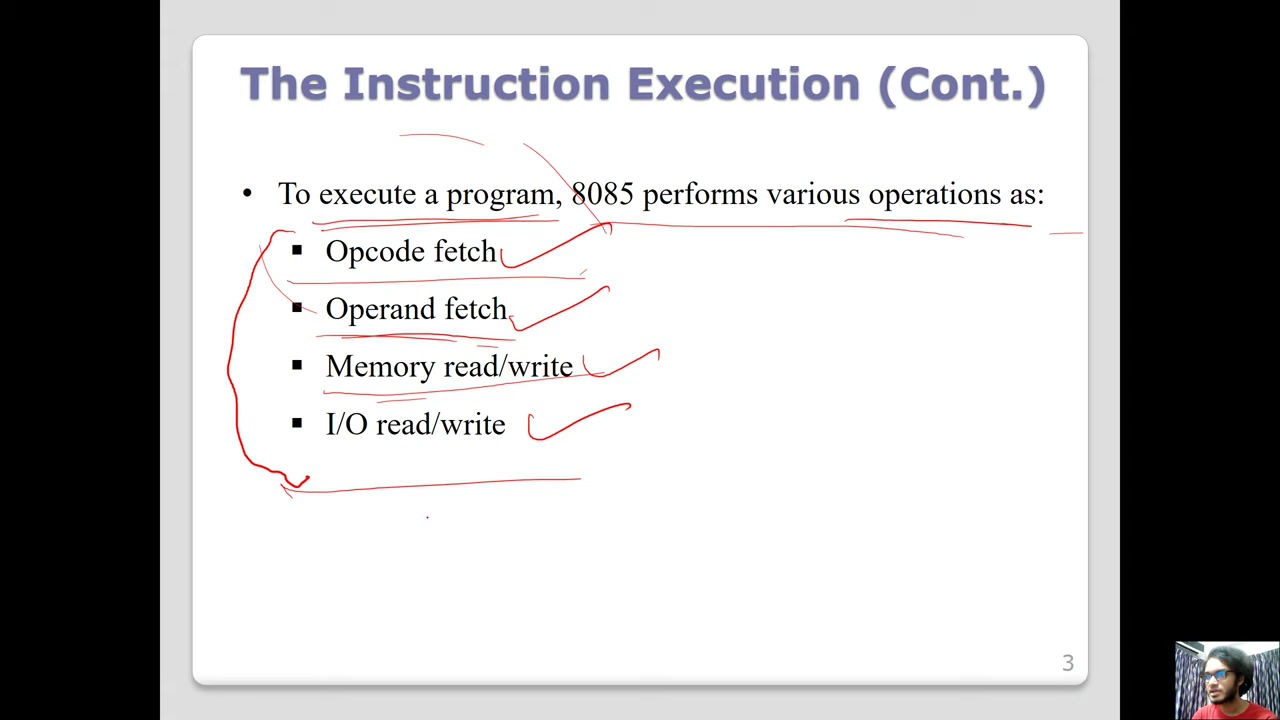 The Instruction Execution (Cont.)
• To execute a program, 8085 performs various operations as:
▪ Opcode fetch
▪ Operand fetch
▪ Memory read/write
▪ I/O read/write
3